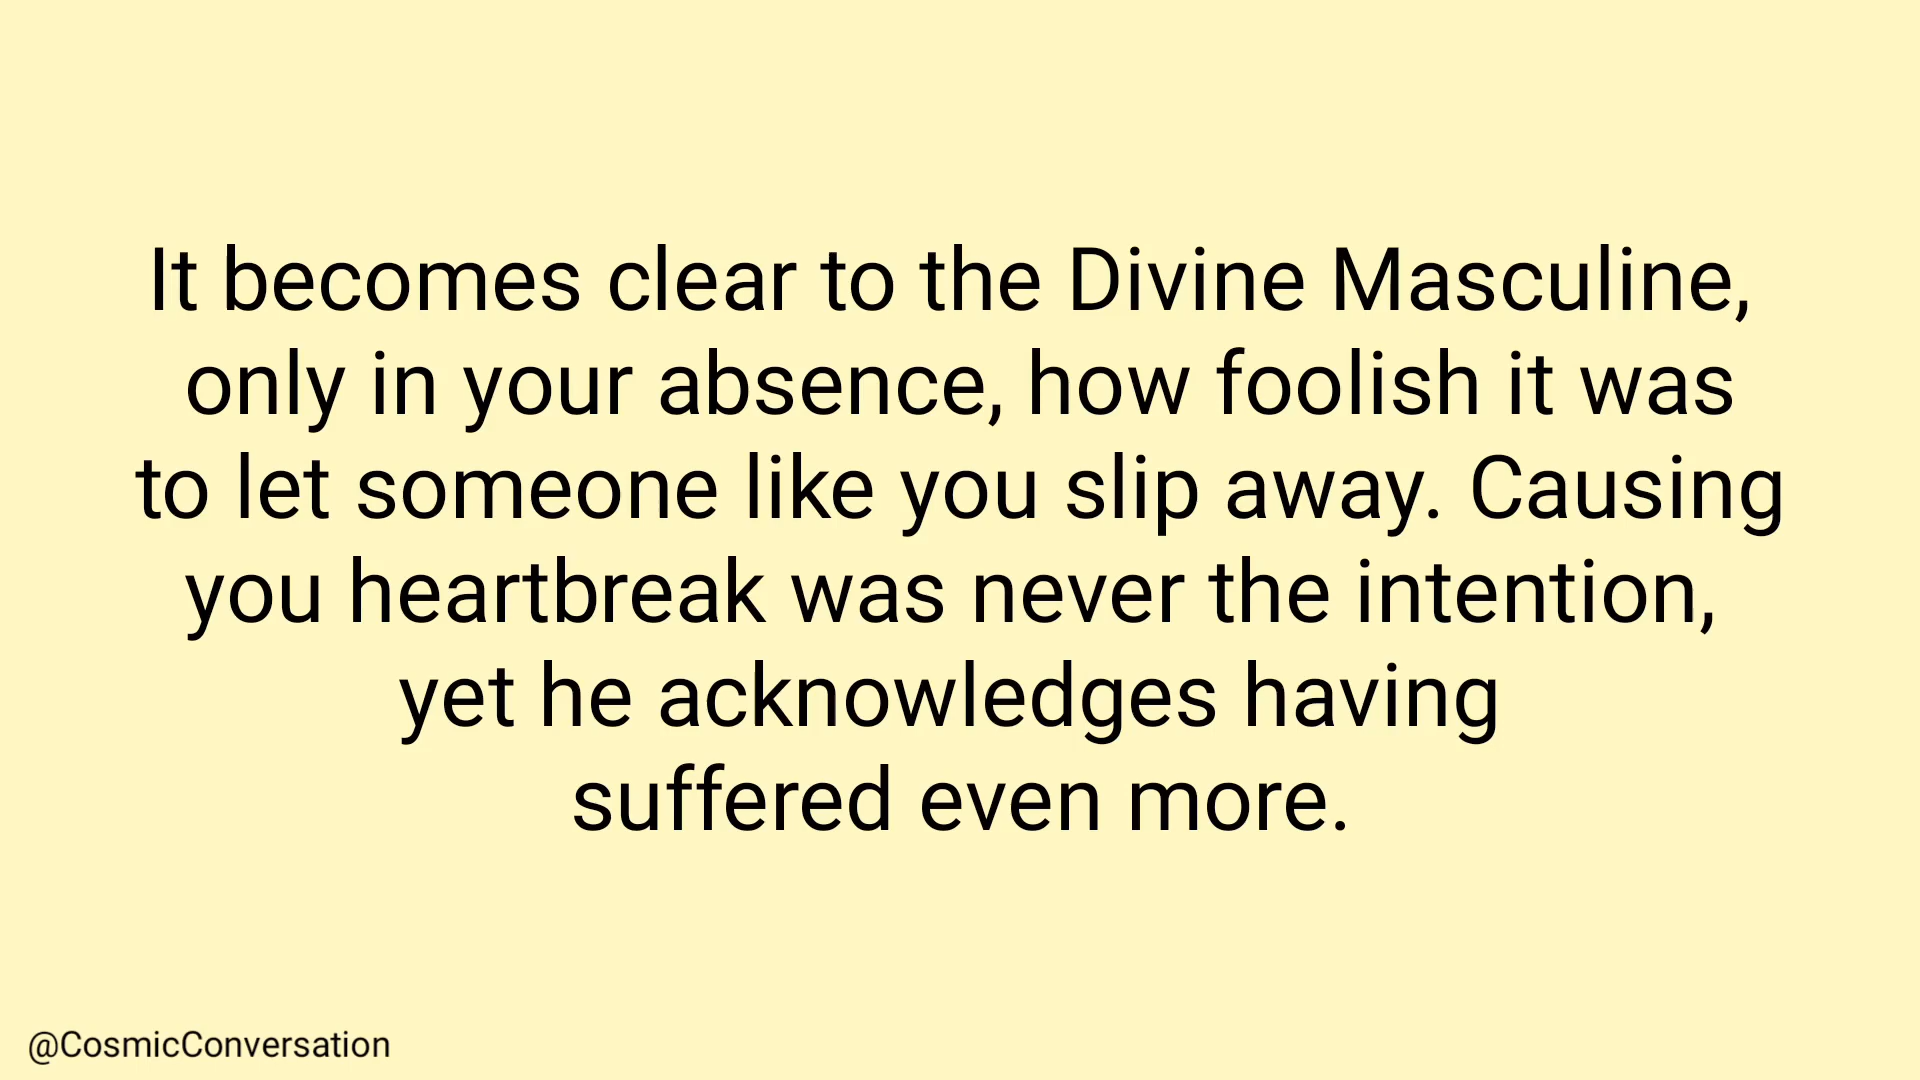 It becomes clear to the Divine Masculine,
only in your absence, how foolish it was
to let someone like you slip away. Causing
you heartbreak was never the intention,
yet he acknowledges having
suffered even more.
@CosmicConversation